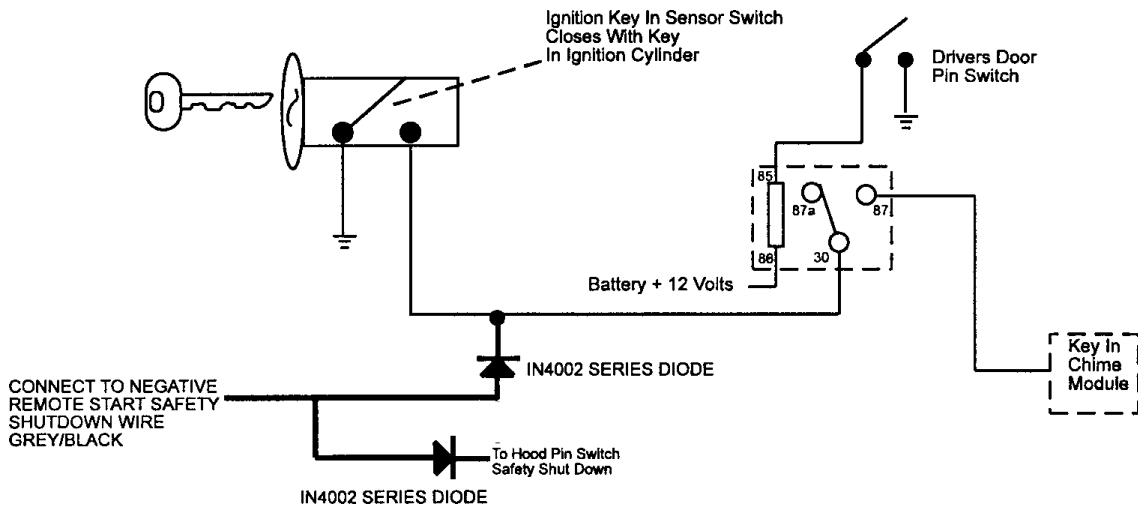 Ignition Key In Sensor Switch
Closes With Key
In Ignition Cylinder
Drivers Door
Pin Switch
85
87a
87
86
30
Battery + 12 Volts
IN4002 SERIES DIODE
Key In
Chime
Module
CONNECT TO NEGATIVE
REMOTE START SAFETY
SHUTDOWN WIRE
GREY/BLACK
To Hood Pin Switch
Safety Shut Down
IN4002 SERIES DIODE